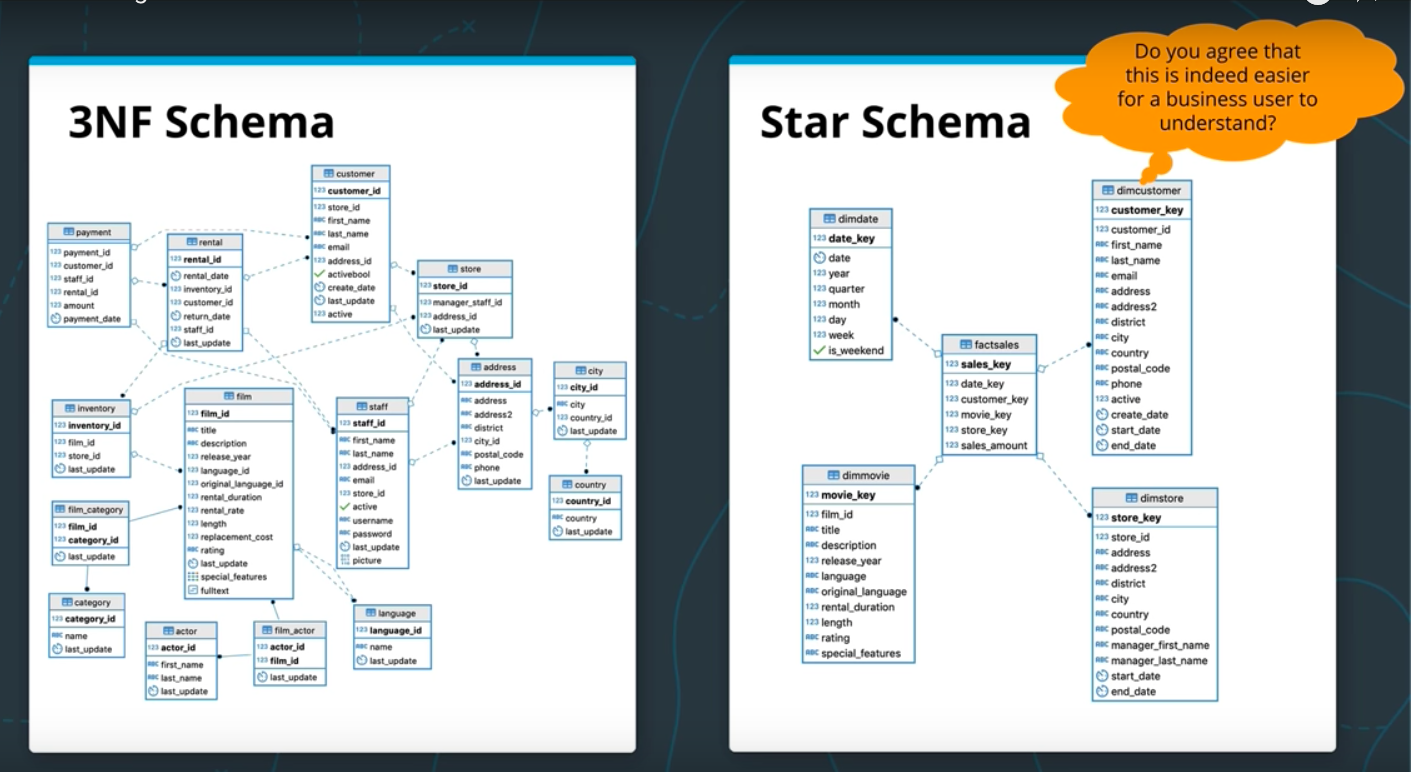 3NF Schema
customer
123 customer_id
123 store_id
ABC first_name
ABC last_name
ABC email
123 address_id
activebool
create_date
last_update
123 active
payment
123 payment_id
123 customer_id
123 staff_id
123 rental_id
123 amount
payment_date
rental
123 rental_id
rental_date
123 inventory_id
123 customer_id
return_date
123 staff_id
last_update
store
123 store_id
123 manager_staff_id
123 address_id
last_update
address
123 address_id
ABC address
ABC address2
ABC district
123 city_id
ABC postal_code
ABC phone
last_update
city
123 city_id
ABC city
123 country_id
last_update
inventory
123 inventory_id
123 film_id
123 store_id
last_update
film
123 film_id
ABC title
ABC description
123 release_year
123 language_id
123 original_language_id
123 rental_duration
123 rental_rate
123 length
123 replacement_cost
ABC rating
last_update
special_features
fulltext
staff
123 staff_id
ABC first_name
ABC last_name
123 address_id
ABC email
123 store_id
active
ABC username
ABC password
last_update
picture
country
123 country_id
ABC country
last_update
film_category
123 film_id
123 category_id
last_update
category
123 category_id
ABC name
last_update
actor
123 actor_id
ABC first_name
ABC last_name
last_update
film_actor
123 actor_id
123 film_id
last_update
language
123 language_id
ABC name
last_update
Star Schema
Do you agree that
this is indeed easier
for a business user to
understand?
dimdate
123 date_key
date
123 year
123 quarter
123 month
123 day
123 week
is_weekend
dimcustomer
123 customer_key
123 customer_id
ABC first_name
ABC last_name
ABC email
ABC address
ABC address2
ABC district
ABC city
ABC country
ABC postal_code
ABC phone
123 active
create_date
start_date
end_date
factsales
123 sales_key
123 date_key
123 customer_key
123 movie_key
123 store_key
123 sales_amount
dimmovie
123 movie_key
123 film_id
ABC title
ABC description
123 release_year
ABC language
ABC original_language
123 rental_duration
123 length
ABC rating
ABC special_features
dimstore
123 store_key
123 store_id
ABC address
ABC address2
ABC district
ABC city
ABC country
ABC postal_code
ABC manager_first_name
ABC manager_last_name
start_date
end_date